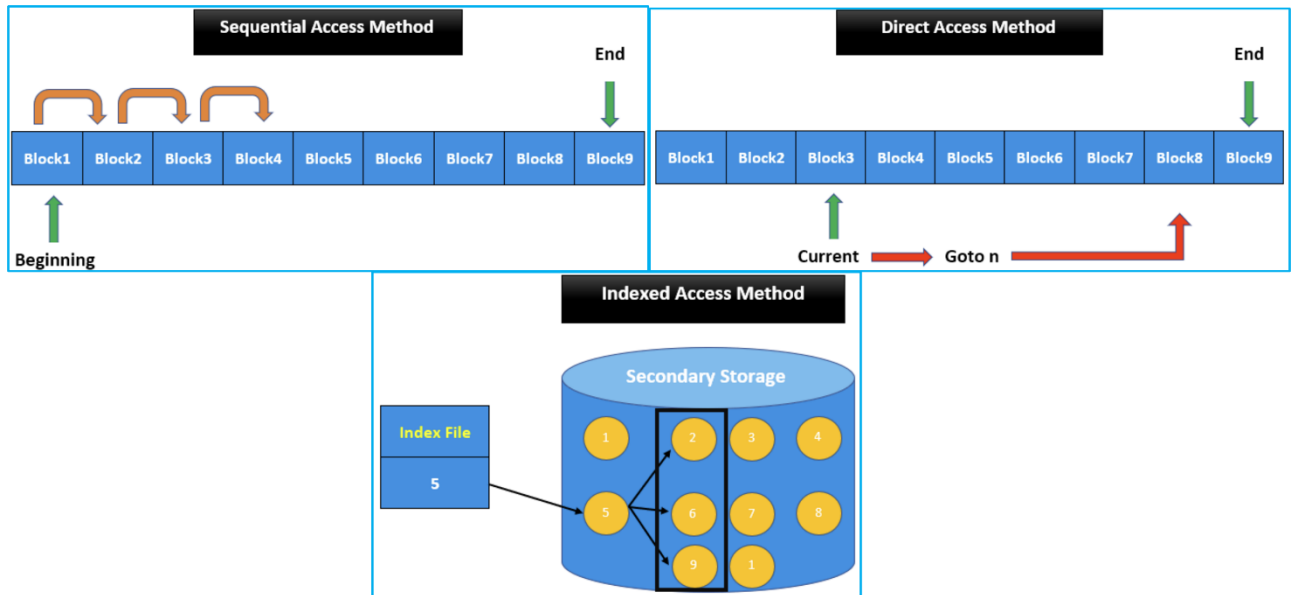 Sequential Access Method
End
Block1 Block2 Block3 Block4 Block5 Block6 Block7 Block8 Block9
Beginning
Direct Access Method
End
Block1 Block2 Block3 Block4 Block5 Block6 Block7 Block8 Block9
Current Goto n
Indexed Access Method
Secondary Storage
Index File
5
1 2 3 4
5 6 7 8
9 1